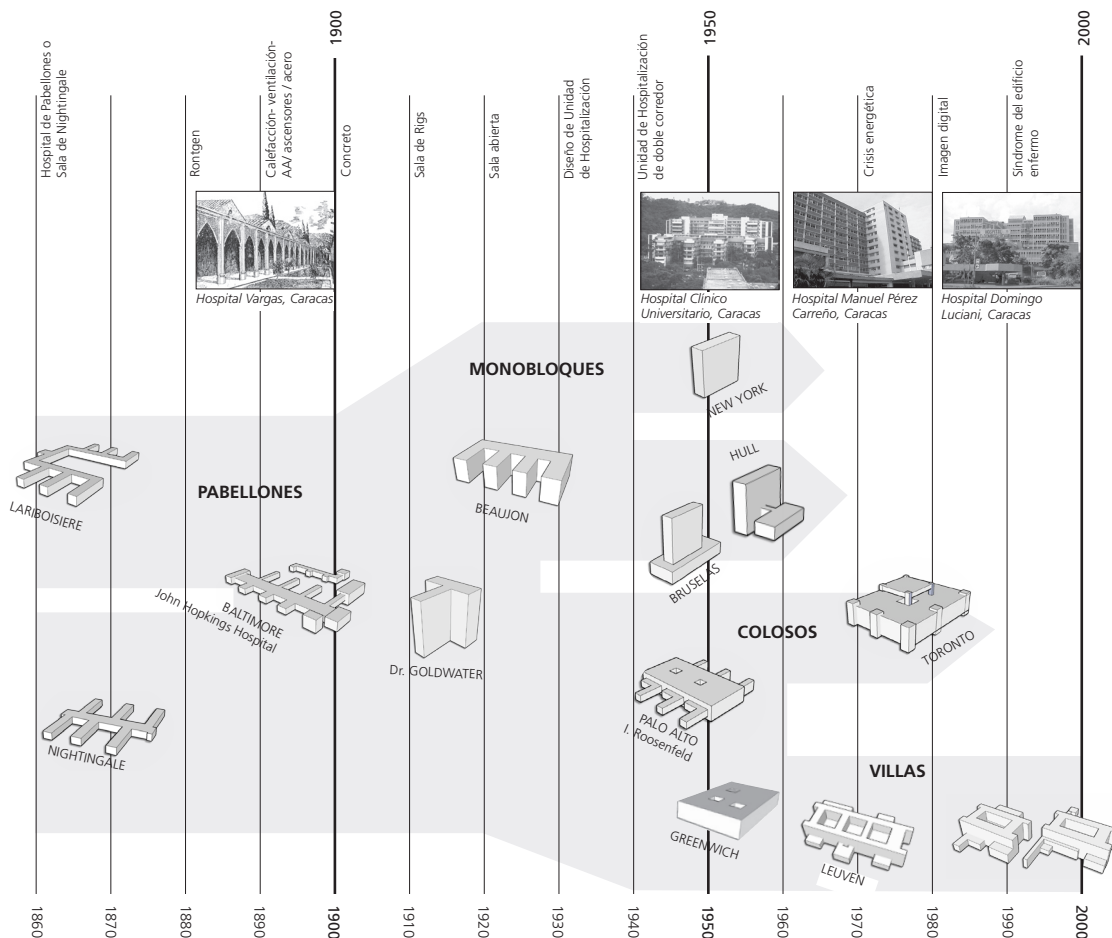 1900
1950
2000
Hospital de Pabellones o
Sala de Nightingale
Rontgen
Calefacción- ventilación-
AA/ ascensores / acero
Concreto
Sala de Rigs
Sala abierta
Diseño de Unidad
de Hospitalización
Unidad de Hospitalización
de doble corredor
Crisis energética
Imagen digital
Síndrome del edificio
enfermo
Hospital Vargas, Caracas
Hospital Clínico
Universitario, Caracas
Hospital Manuel Pérez
Carreño, Caracas
Hospital Domingo
Luciani, Caracas
MONOBLOQUES
NEW YORK
HULL
PABELLONES
LARIBOISIERE
BEAUJON
BRUSELAS
BALTIMORE
John Hopkings Hospital
Dr. GOLDWATER
COLOSOS
TORONTO
PALO ALTO
I. Roosenfeld
NIGHTINGALE
VILLAS
GREENWICH
LEUVEN
1860
1870
1880
1890
1900
1910
1920
1930
1940
1950
1960
1970
1980
1990
2000